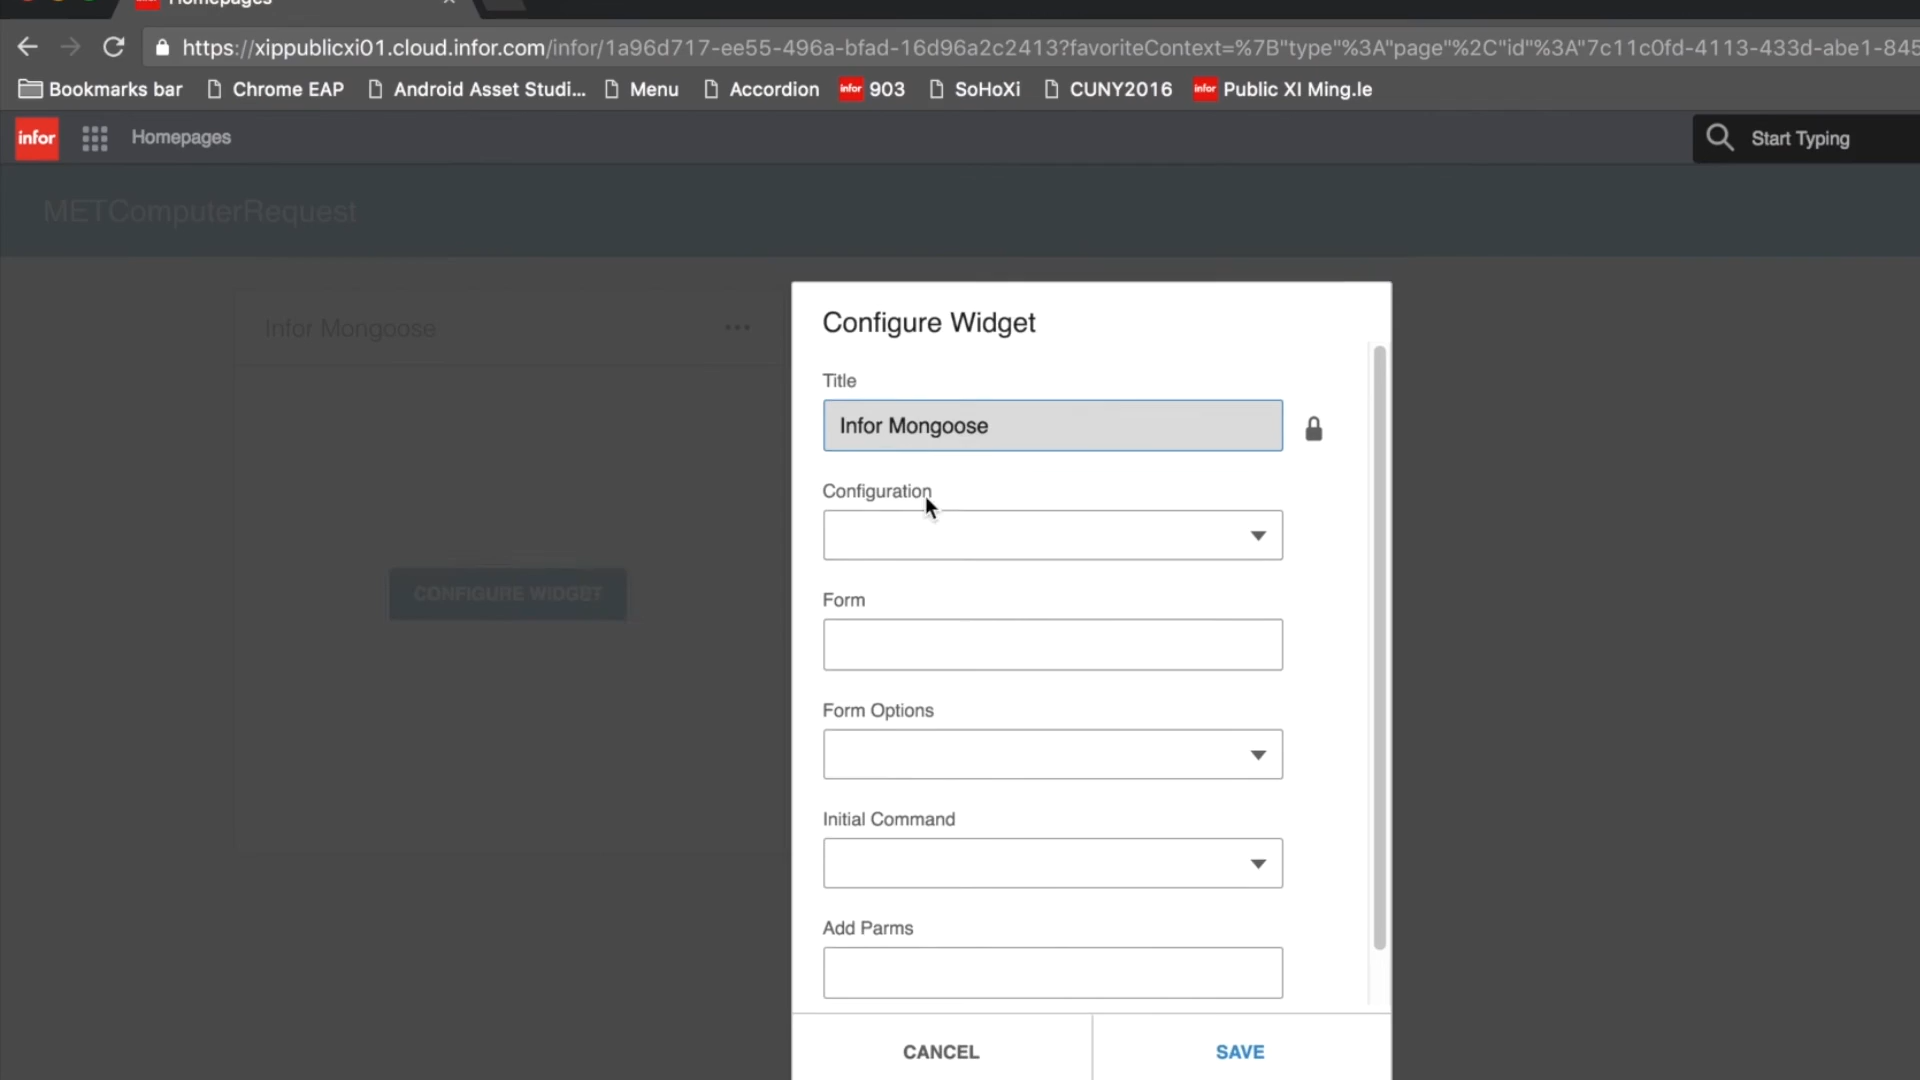 Homepages
https://xippublicxi01.cloud.infor.com/infor/1a96d717-ee55-496a-bfad-16d96a2c2413?favoriteContext=%7B"type"%3A"page"%2C"id"%3A"7c11c0fd-4113-433d-abe1-845
Bookmarks bar Chrome EAP Android Asset Studi... Menu Accordion infor 903 SoHoXi CUNY2016 infor Public XI Ming.le
infor Homepages Start Typing
METComputerRequest
Infor Mongoose
CONFIGURE WIDGET
Configure Widget
Title
Infor Mongoose
Configuration
Form
Form Options
Initial Command
Add Parms
CANCEL SAVE